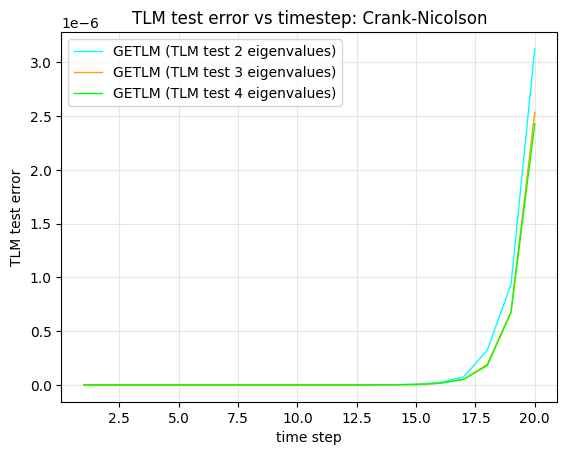 TLM test error vs timestep: Crank-Nicolson
1e−6
GETLM (TLM test 2 eigenvalues)
GETLM (TLM test 3 eigenvalues)
GETLM (TLM test 4 eigenvalues)
3.0
2.5
2.0
1.5
1.0
0.5
0.0
TLM test error
2.5 5.0 7.5 10.0 12.5 15.0 17.5 20.0
time step